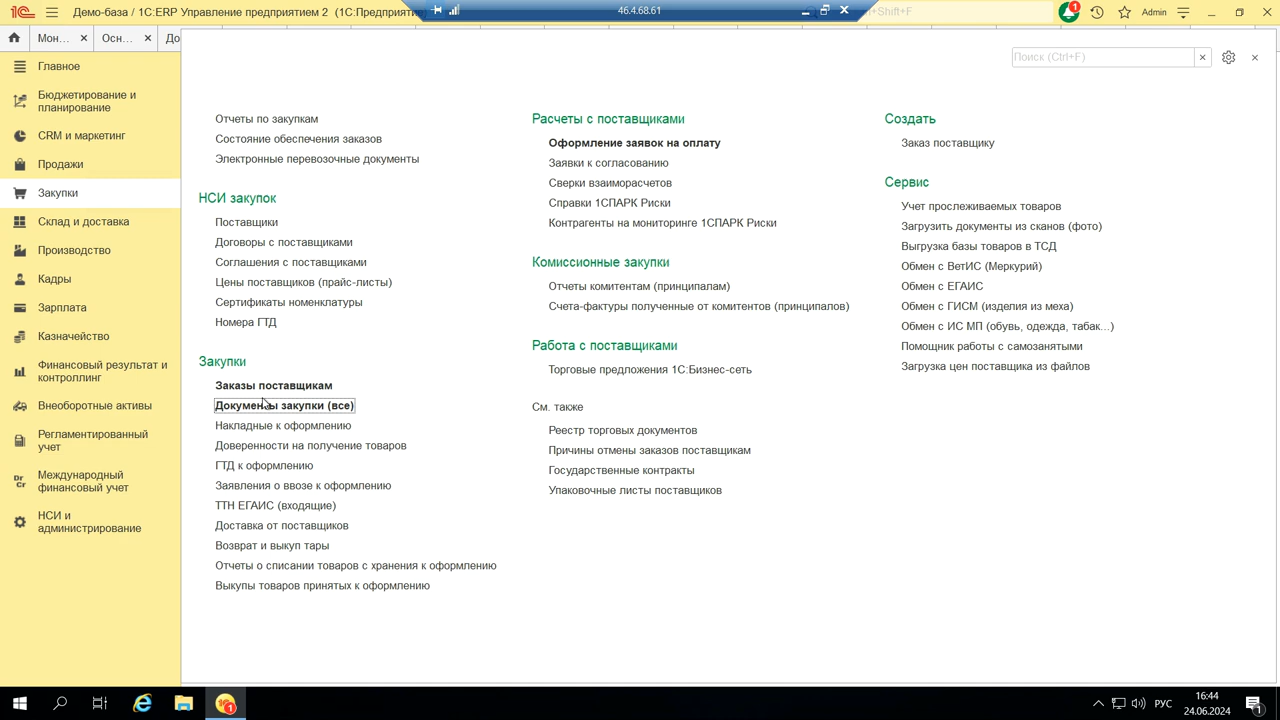 Демо-база / 1С:ERP Управление предприятием 2 (1С:Предприятие
46.4.68.61
l+Shift+F
1
Admin
Мон...
Осн...
До
Главное
Бюджетирование и
планирование
CRM и маркетинг
Продажи
Закупки
Склад и доставка
Производство
Кадры
Зарплата
Казначейство
Финансовый результат и
контроллинг
Внеоборотные активы
Регламентированный
учет
Международный
финансовый учет
НСИ и
администрирование
Поиск (Ctrl+F)
Отчеты по закупкам
Состояние обеспечения заказов
Электронные перевозочные документы
НСИ закупок
Поставщики
Договоры с поставщиками
Соглашения с поставщиками
Цены поставщиков (прайс-листы)
Сертификаты номенклатуры
Номера ГТД
Закупки
Заказы поставщикам
Документы закупки (все)
Накладные к оформлению
Доверенности на получение товаров
ГТД к оформлению
Заявления о ввозе к оформлению
ТТН ЕГАИС (входящие)
Доставка от поставщиков
Возврат и выкуп тары
Отчеты о списании товаров с хранения к оформлению
Выкупы товаров принятых к оформлению
Расчеты с поставщиками
Оформление заявок на оплату
Заявки к согласованию
Сверки взаиморасчетов
Справки 1СПАРК Риски
Контрагенты на мониторинге 1СПАРК Риски
Комиссионные закупки
Отчеты комитентам (принципалам)
Счета-фактуры полученные от комитентов (принципалов)
Работа с поставщиками
Торговые предложения 1С:Бизнес-сеть
См. также
Реестр торговых документов
Причины отмены заказов поставщикам
Государственные контракты
Упаковочные листы поставщиков
Создать
Заказ поставщику
Сервис
Учет прослеживаемых товаров
Загрузить документы из сканов (фото)
Выгрузка базы товаров в ТСД
Обмен с ВетИС (Меркурий)
Обмен с ЕГАИС
Обмен с ГИСМ (изделия из меха)
Обмен с ИС МП (обувь, одежда, табак...)
Помощник работы с самозанятыми
Загрузка цен поставщика из файлов
1
РУС
16:44
24.06.2024
1